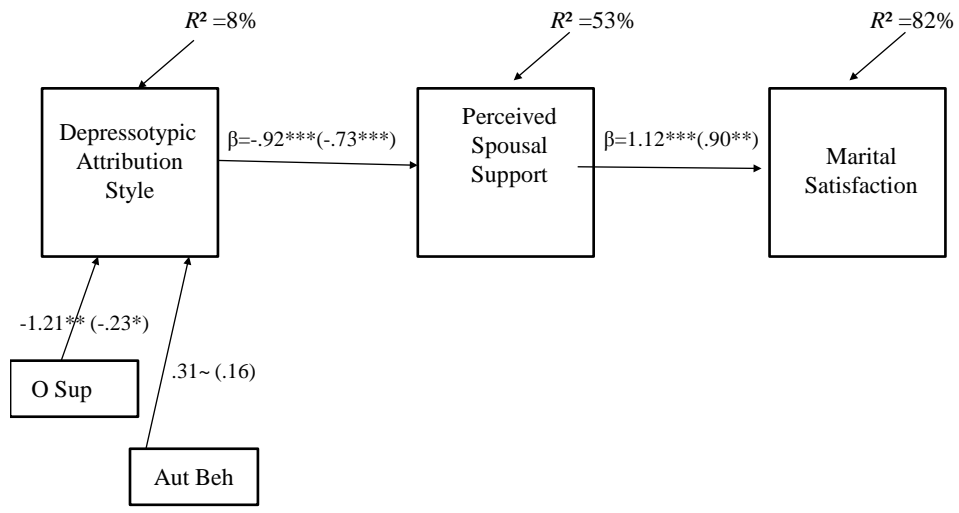 R² =8%
R² =53%
R² =82%
Depressotypic
Attribution
Style
β=-.92***(-.73***)
Perceived
Spousal
Support
β=1.12***(.90**)
Marital
Satisfaction
-1.21** (-.23*)
.31~ (.16)
O Sup
Aut Beh